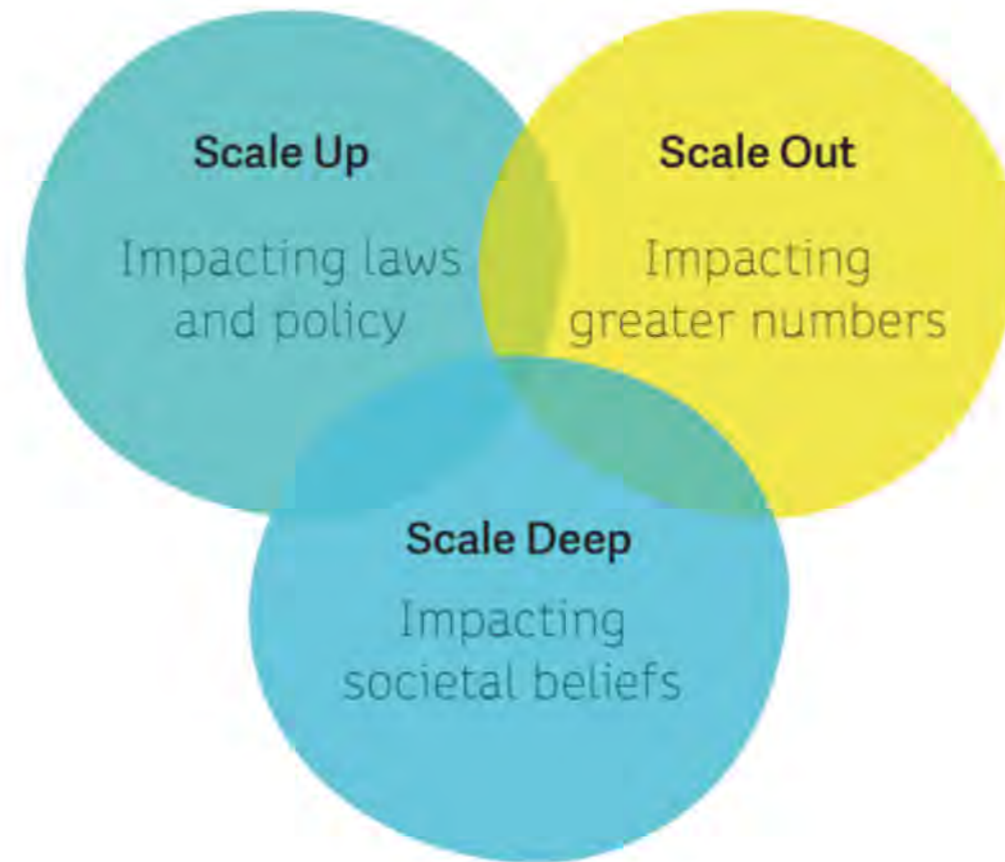 Scale Up
Impacting laws
and policy
Scale Out
Impacting
greater numbers
Scale Deep
Impacting
societal beliefs